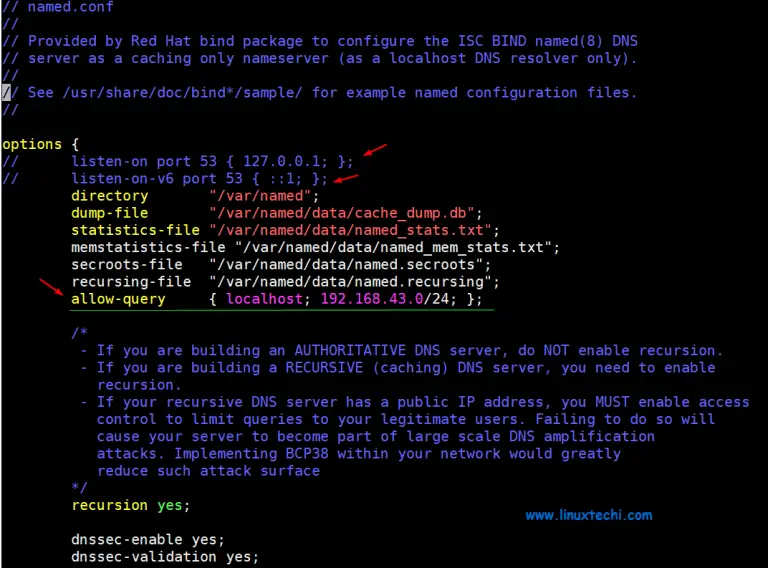 // named.conf
//
// Provided by Red Hat bind package to configure the ISC BIND named(8) DNS
// server as a caching only nameserver (as a localhost DNS resolver only).
//
// See /usr/share/doc/bind*/sample/ for example named configuration files.
//
options {
//      listen-on port 53 { 127.0.0.1; };
//      listen-on-v6 port 53 { ::1; };
        directory       "/var/named";
        dump-file       "/var/named/data/cache_dump.db";
        statistics-file "/var/named/data/named_stats.txt";
        memstatistics-file "/var/named/data/named_mem_stats.txt";
        secroots-file   "/var/named/data/named.secroots";
        recursing-file  "/var/named/data/named.recursing";
        allow-query     { localhost; 192.168.43.0/24; };
        /*
         - If you are building an AUTHORITATIVE DNS server, do NOT enable recursion.
         - If you are building a RECURSIVE (caching) DNS server, you need to enable
           recursion.
         - If your recursive DNS server has a public IP address, you MUST enable access
           control to limit queries to your legitimate users. Failing to do so will
           cause your server to become part of large scale DNS amplification
           attacks. Implementing BCP38 within your network would greatly
           reduce such attack surface
        */
        recursion yes;
www.linuxtechi.com
        dnssec-enable yes;
        dnssec-validation yes;